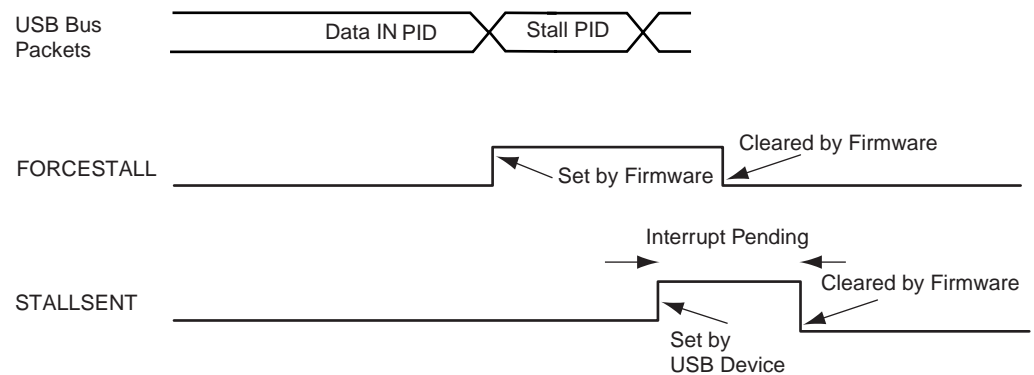 USB Bus
Packets
Data IN PID
Stall PID
FORCESTALL
Set by Firmware
Cleared by Firmware
Interrupt Pending
STALLSENT
Cleared by Firmware
Set by
USB Device